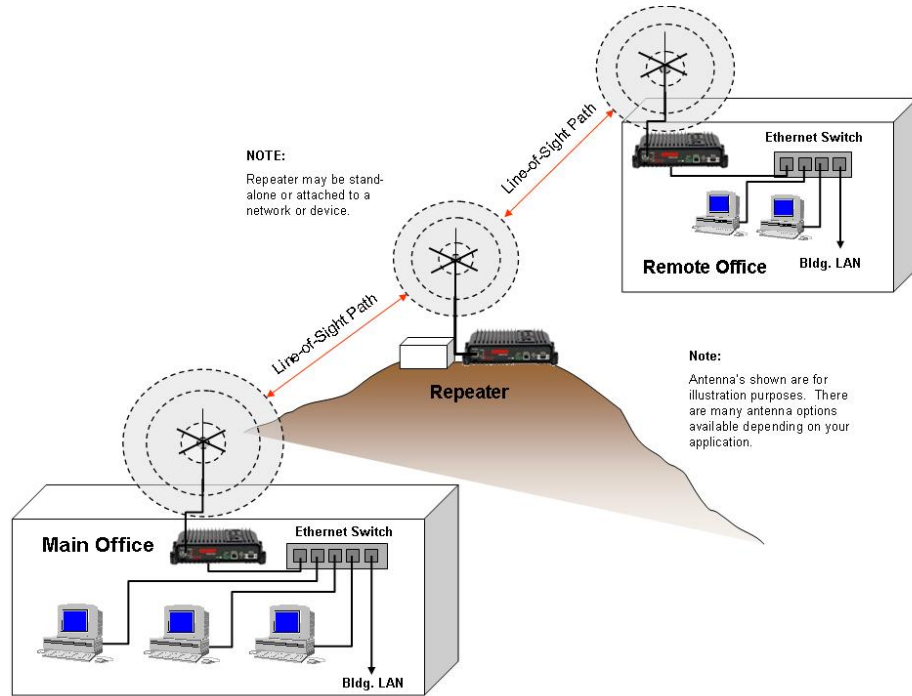 Line-of-Sight Path
Ethernet Switch
Remote Office
Bldg. LAN
NOTE:
Repeater may be stand-
alone or attached to a
network or device.
Line-of-Sight Path
Repeater
Note:
Antenna's shown are for
illustration purposes. There
are many antenna options
available depending on your
application.
Main Office
Ethernet Switch
Bldg. LAN